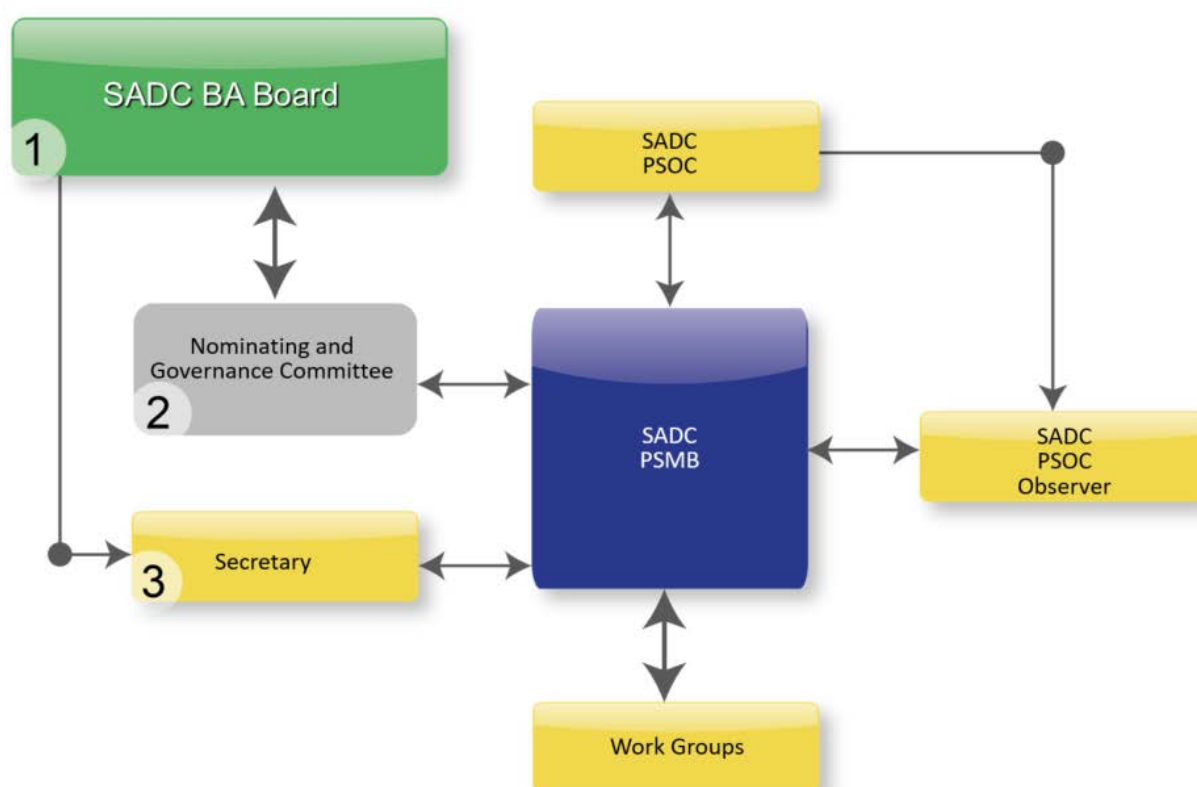 SADC BA Board
1
SADC
PSOC
Nominating and
Governance Committee
2
SADC
PSMB
SADC
PSOC
Observer
Secretary
3
Work Groups